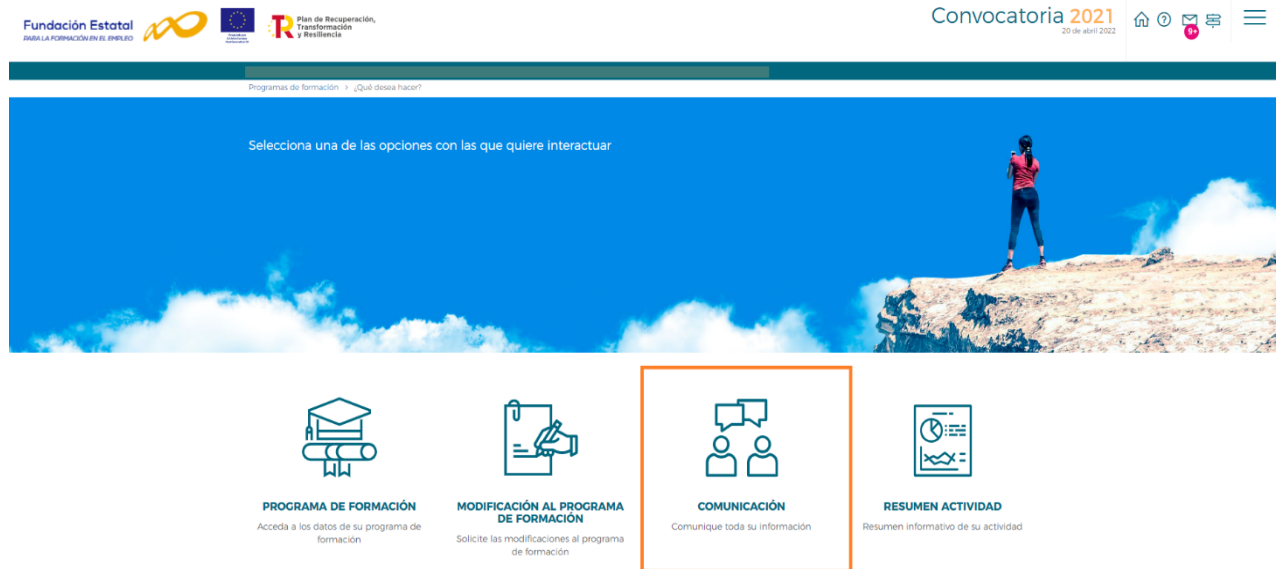 Fundación Estatal
PARA LA FORMACIÓN EN EL EMPLEO
Plan de Recuperación,
Transformación
y Resiliencia
Convocatoria 2021
20 de abril 2022
9+
Programas de formación > ¿Qué desea hacer?
Selecciona una de las opciones con las que quiere interactuar
PROGRAMA DE FORMACIÓN
Acceda a los datos de su programa de
formación
MODIFICACIÓN AL PROGRAMA
DE FORMACIÓN
Solicite las modificaciones al programa
de formación
COMUNICACIÓN
Comunique toda su información
RESUMEN ACTIVIDAD
Resumen informativo de su actividad